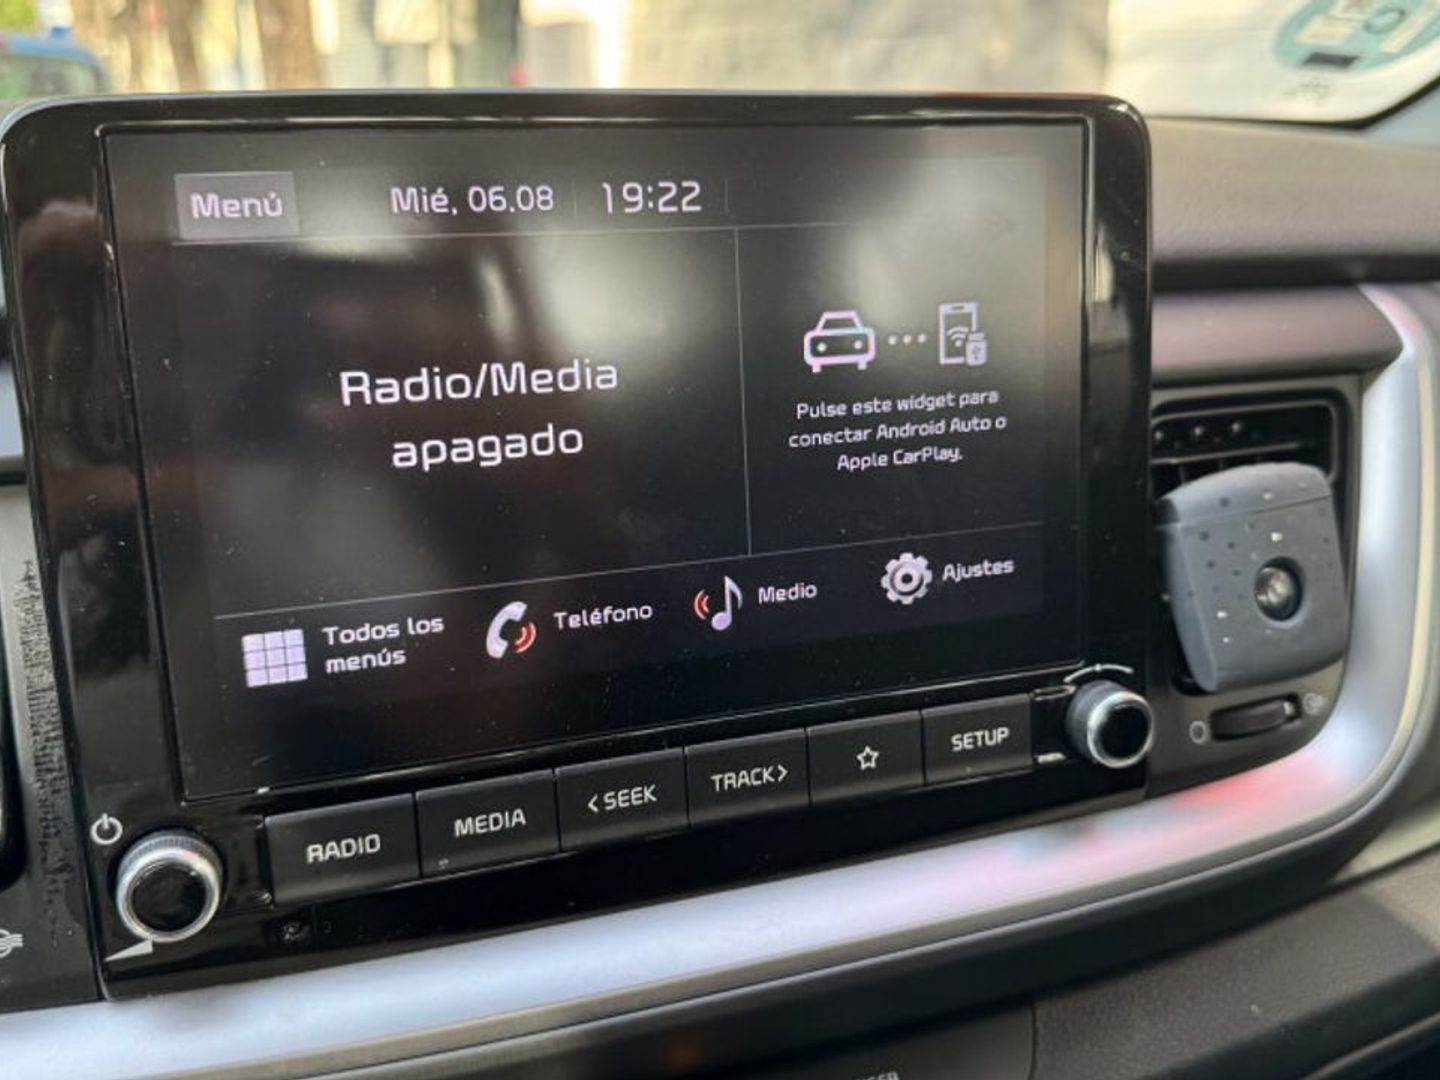 Menú
Mié, 06.08
19:22
Radio/Media
apagado
Pulse este widget para
conectar Android Auto o
Apple CarPlay.
Todos los
menús
Teléfono
Medio
Ajustes
RADIO
MEDIA
< SEEK
TRACK >
☆
SETUP